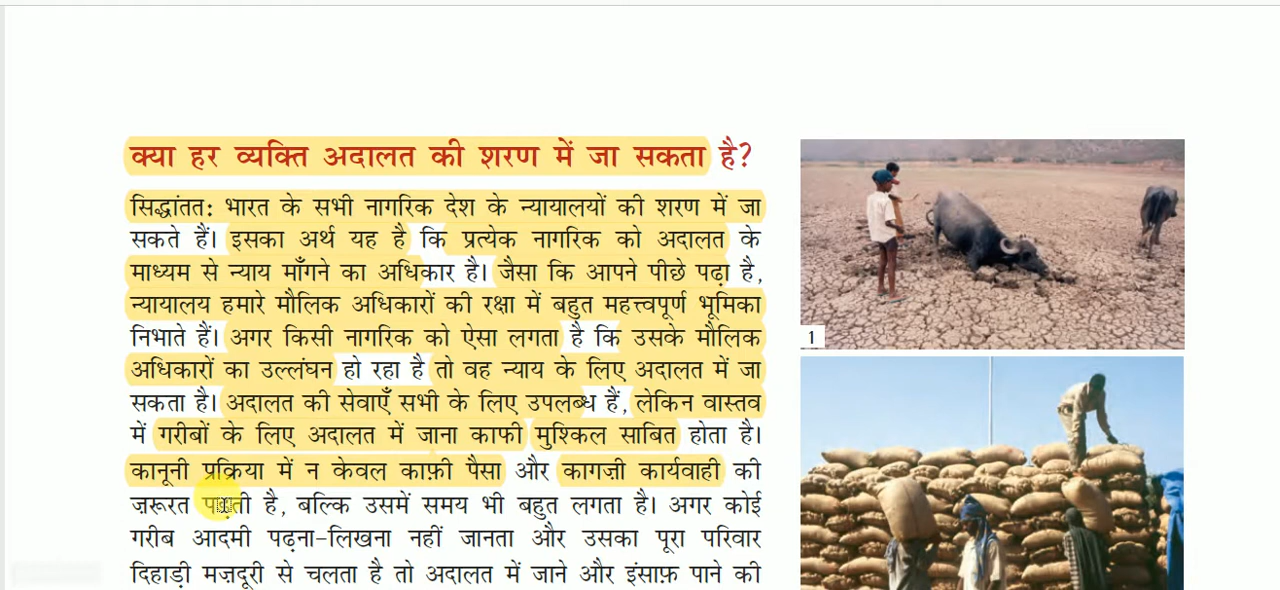 क्या हर व्यक्ति अदालत की शरण में जा सकता है?
सिद्धांतत: भारत के सभी नागरिक देश के न्यायालयों की शरण में जा
सकते हैं। इसका अर्थ यह है कि प्रत्येक नागरिक को अदालत के
माध्यम से न्याय माँगने का अधिकार है। जैसा कि आपने पीछे पढ़ा है,
न्यायालय हमारे मौलिक अधिकारों की रक्षा में बहुत महत्त्वपूर्ण भूमिका
निभाते हैं। अगर किसी नागरिक को ऐसा लगता है कि उसके मौलिक
अधिकारों का उल्लंघन हो रहा है तो वह न्याय के लिए अदालत में जा
सकता है। अदालत की सेवाएँ सभी के लिए उपलब्ध हैं, लेकिन वास्तव
में गरीबों के लिए अदालत में जाना काफी मुश्किल साबित होता है।
कानूनी प्रक्रिया में न केवल काफ़ी पैसा और कागज़ी कार्यवाही की
ज़रूरत पड़ती है, बल्कि उसमें समय भी बहुत लगता है। अगर कोई
गरीब आदमी पढ़ना-लिखना नहीं जानता और उसका पूरा परिवार
दिहाड़ी मज़दूरी से चलता है तो अदालत में जाने और इंसाफ़ पाने की
1